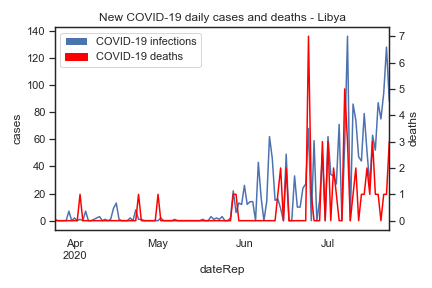 New COVID-19 daily cases and deaths - Libya
COVID-19 infections
COVID-19 deaths
140
120
100
80
60
40
20
0
cases
7
6
5
4
3
2
1
0
deaths
Apr
2020
May
Jun
Jul
dateRep